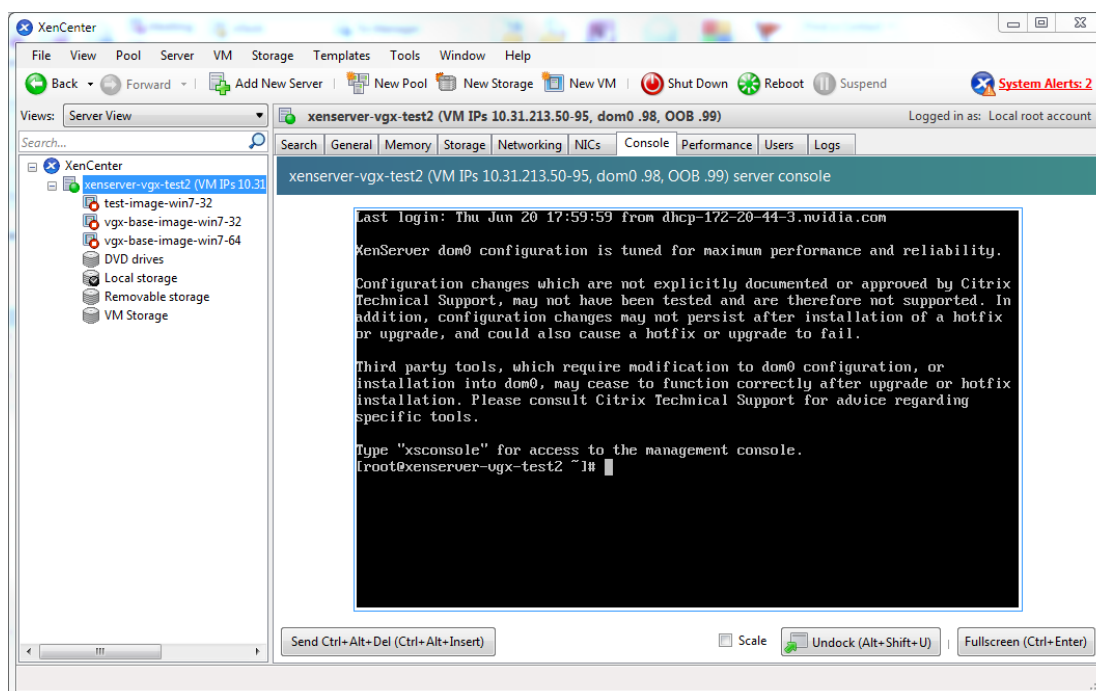 XenCenter
File View Pool Server VM Storage Templates Tools Window Help
Back Forward Add New Server New Pool New Storage New VM Shut Down Reboot Suspend System Alerts: 2
Views: Server View
xenserver-vgx-test2 (VM IPs 10.31.213.50-95, dom0 .98, OOB .99) Logged in as: Local root account
Search...
Search General Memory Storage Networking NICs Console Performance Users Logs
XenCenter
xenserver-vgx-test2 (VM IPs 10.31
test-image-win7-32
vgx-base-image-win7-32
vgx-base-image-win7-64
DVD drives
Local storage
Removable storage
VM Storage
xenserver-vgx-test2 (VM IPs 10.31.213.50-95, dom0 .98, OOB .99) server console
Last login: Thu Jun 20 17:59:59 from dhcp-172-20-44-3.nvidia.com
XenServer dom0 configuration is tuned for maximum performance and reliability.
Configuration changes which are not explicitly documented or approved by Citrix
Technical Support, may not have been tested and are therefore not supported. In
addition, configuration changes may not persist after installation of a hotfix
or upgrade, and could also cause a hotfix or upgrade to fail.
Third party tools, which require modification to dom0 configuration, or
installation into dom0, may cease to function correctly after upgrade or hotfix
installation. Please consult Citrix Technical Support for advice regarding
specific tools.
Type "xsconsole" for access to the management console.
[root@xenserver-vgx-test2 ~]#
Send Ctrl+Alt+Del (Ctrl+Alt+Insert) Scale Undock (Alt+Shift+U) Fullscreen (Ctrl+Enter)